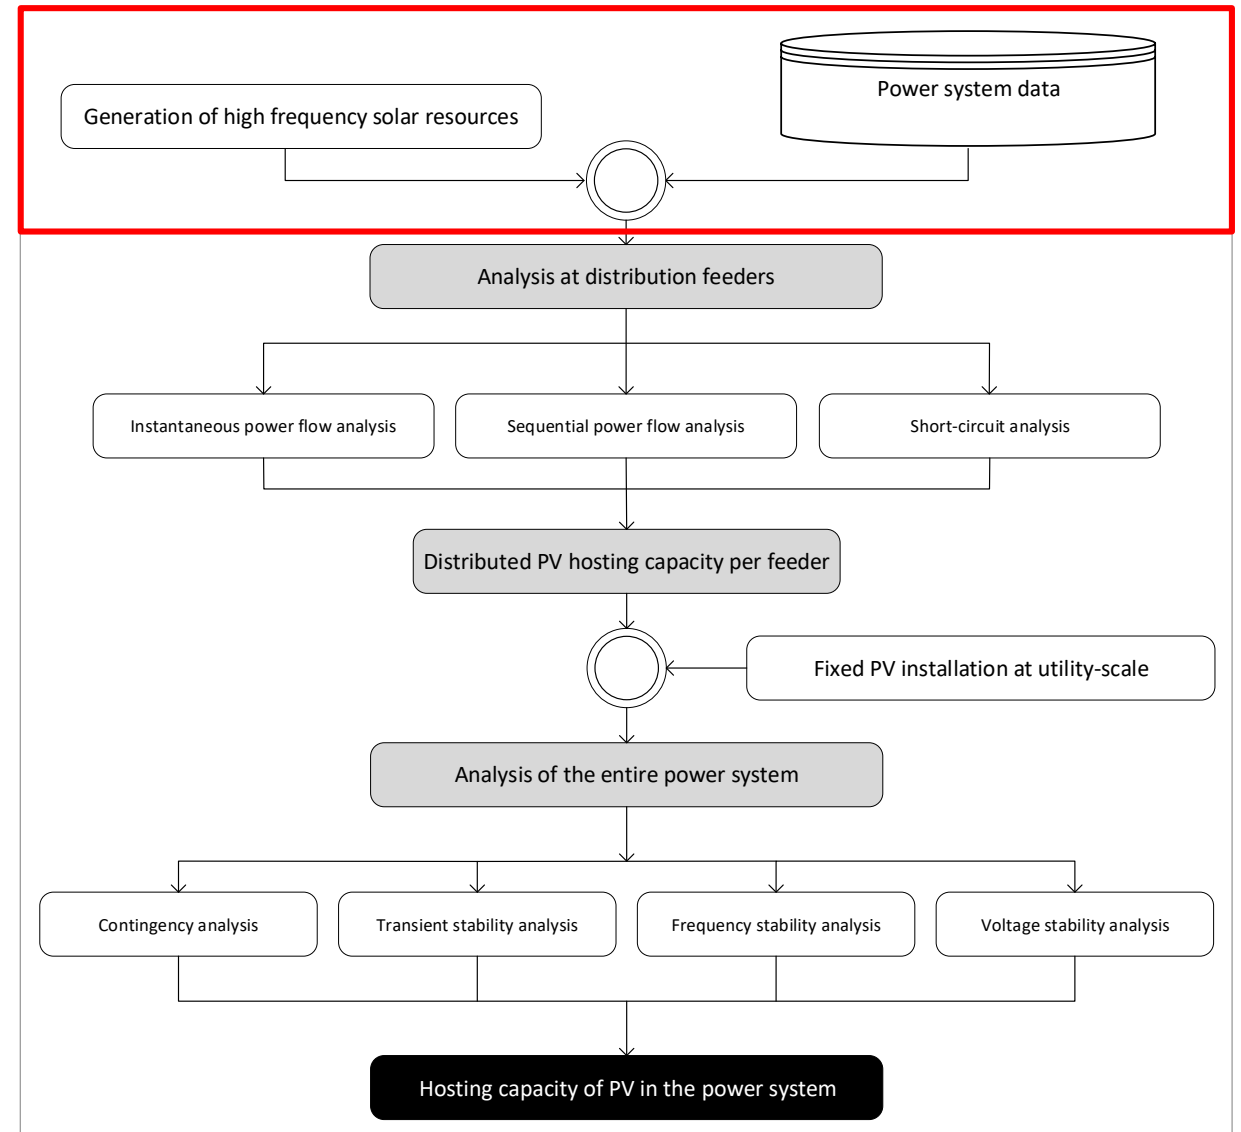 Power system data
Generation of high frequency solar resources
Analysis at distribution feeders
Instantaneous power flow analysis
Sequential power flow analysis
Short-circuit analysis
Distributed PV hosting capacity per feeder
Fixed PV installation at utility-scale
Analysis of the entire power system
Contingency analysis
Transient stability analysis
Frequency stability analysis
Voltage stability analysis
Hosting capacity of PV in the power system